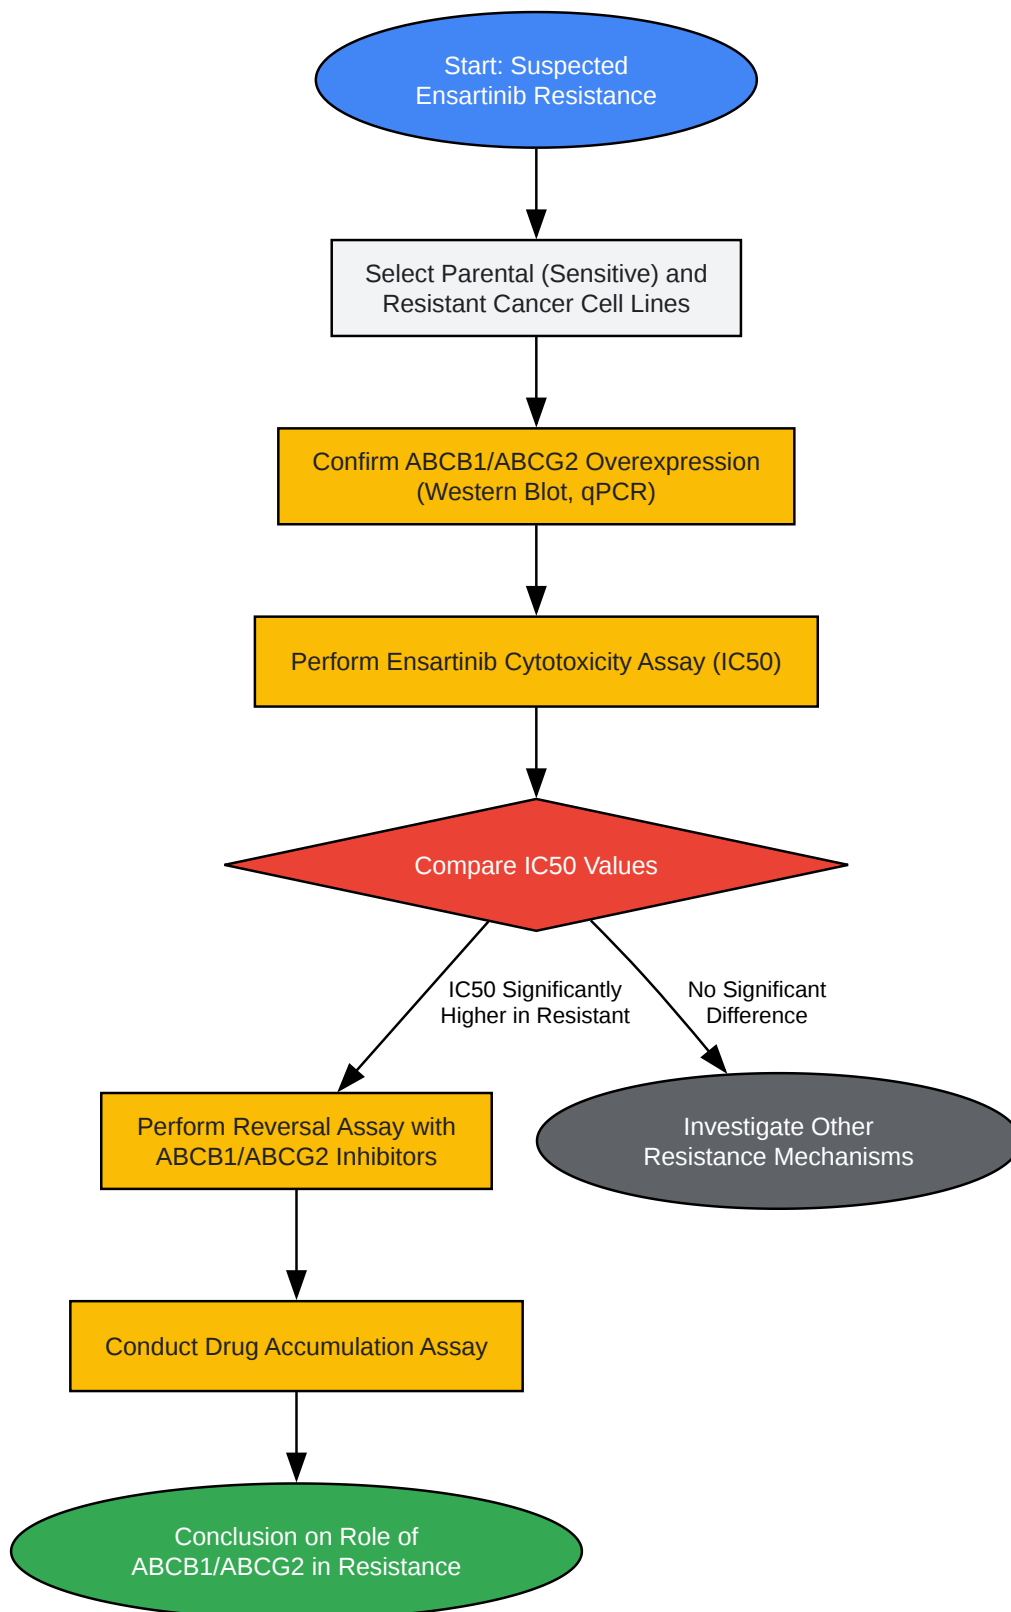 Start: Suspected
Ensartinib Resistance
Select Parental (Sensitive) and
Resistant Cancer Cell Lines
Confirm ABCB1/ABCG2 Overexpression
(Western Blot, qPCR)
Perform Ensartinib Cytotoxicity Assay (IC50)
Compare IC50 Values
IC50 Significantly
Higher in Resistant
No Significant
Difference
Perform Reversal Assay with
ABCB1/ABCG2 Inhibitors
Investigate Other
Resistance Mechanisms
Conduct Drug Accumulation Assay
Conclusion on Role of
ABCB1/ABCG2 in Resistance